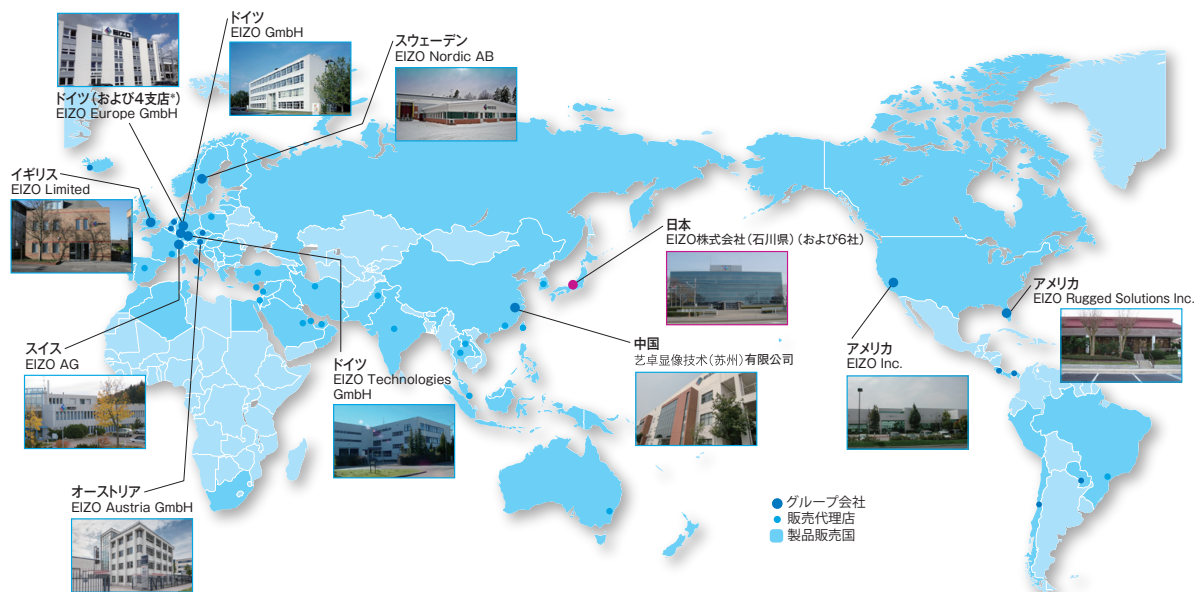 ドイツ
EIZO GmbH
スウェーデン
EIZO Nordic AB
EIZO
ドイツ(および4支店*)
EIZO Europe GmbH
イギリス
EIZO Limited
日本
EIZO株式会社(石川県)(および6社)
アメリカ
EIZO Rugged Solutions Inc.
スイス
EIZO AG
ドイツ
EIZO Technologies
GmbH
中国
艺卓显像技术(苏州)有限公司
アメリカ
EIZO Inc.
オーストリア
EIZO Austria GmbH
グループ会社
販売代理店
製品販売国